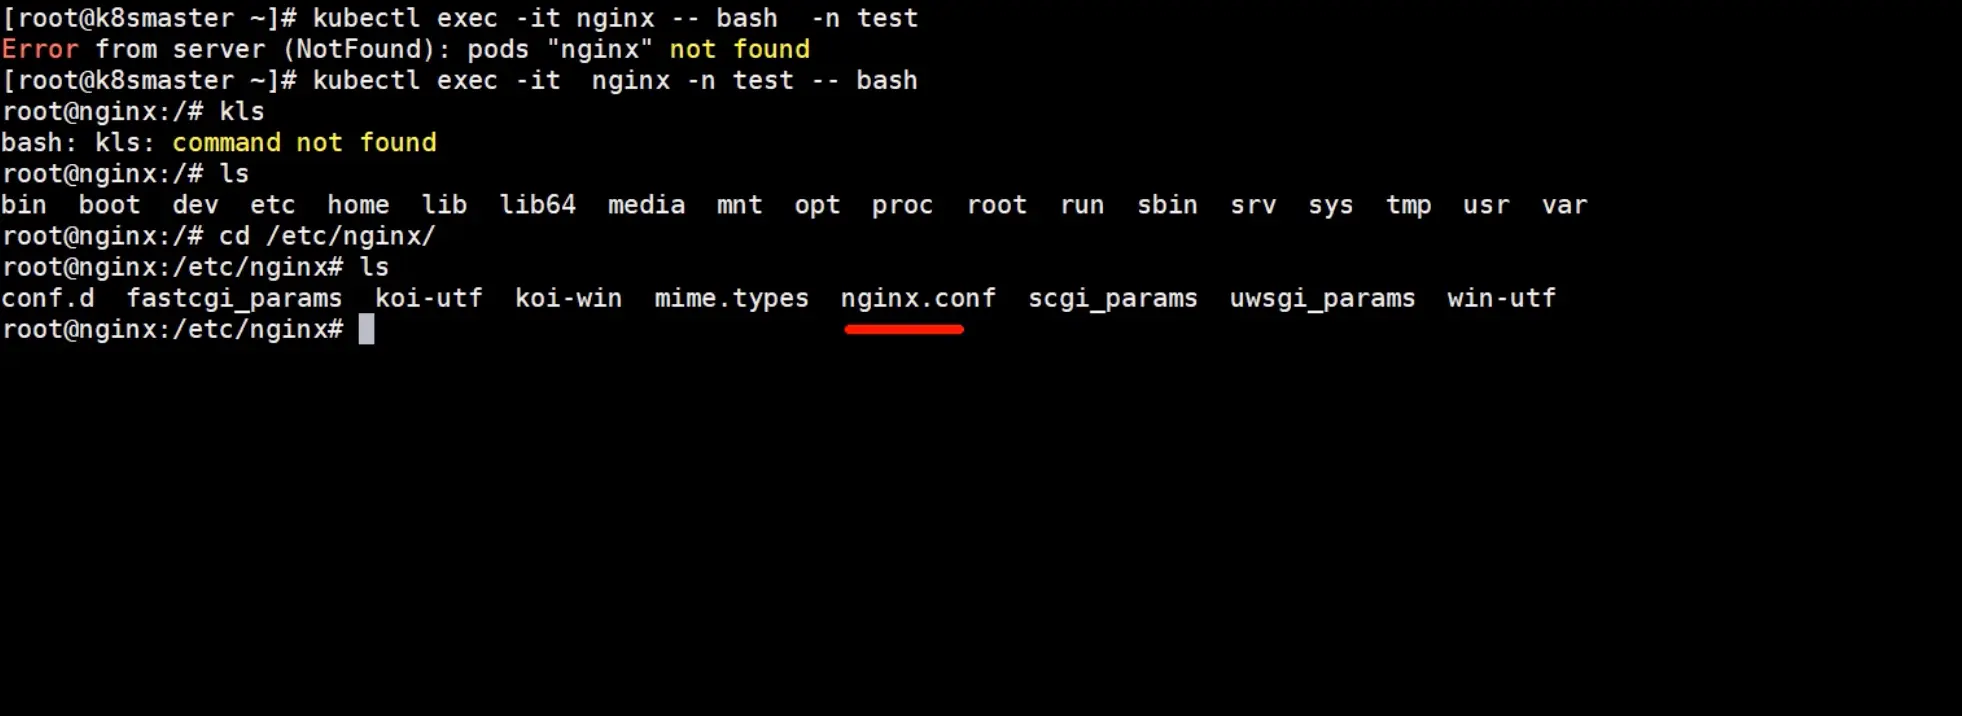 [root@k8smaster ~]# kubectl exec -it nginx -- bash  -n test
Error from server (NotFound): pods "nginx" not found
[root@k8smaster ~]# kubectl exec -it  nginx -n test -- bash
root@nginx:/# kls
bash: kls: command not found
root@nginx:/# ls
bin  boot  dev  etc  home  lib  lib64  media  mnt  opt  proc  root  run  sbin  srv  sys  tmp  usr  var
root@nginx:/# cd /etc/nginx/
root@nginx:/etc/nginx# ls
conf.d  fastcgi_params  koi-utf  koi-win  mime.types  nginx.conf  scgi_params  uwsgi_params  win-utf
root@nginx:/etc/nginx#